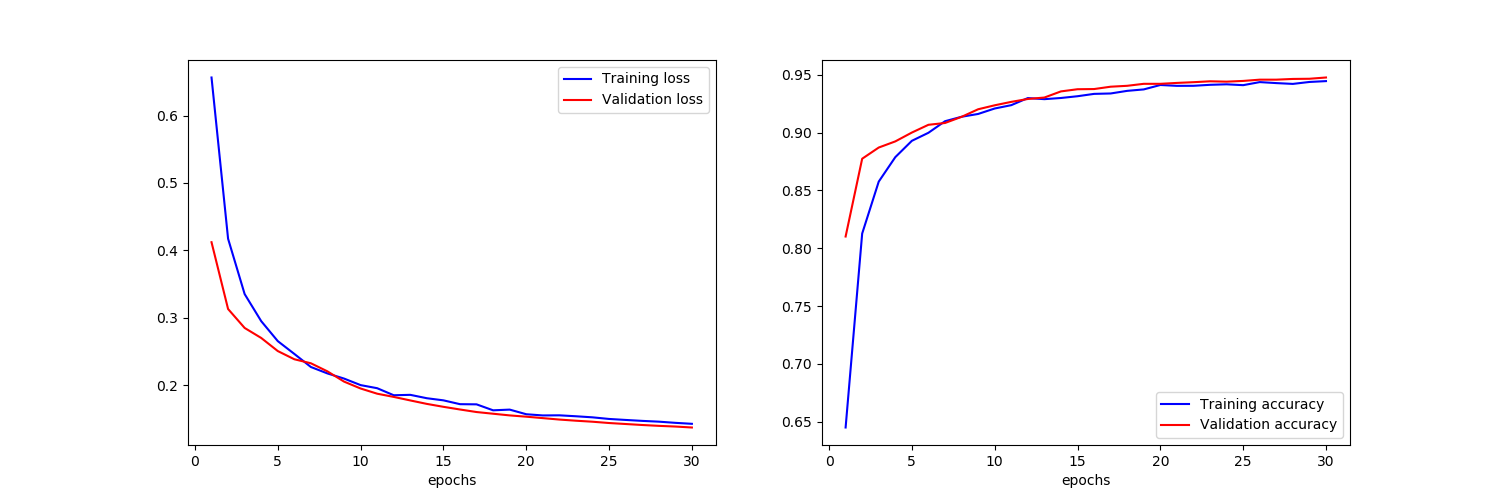 Training loss
Validation loss
0.6
0.5
0.4
0.3
0.2
0 5 10 15 20 25 30
epochs
0.95
0.90
0.85
0.80
0.75
0.70
0.65
Training accuracy
Validation accuracy
0 5 10 15 20 25 30
epochs